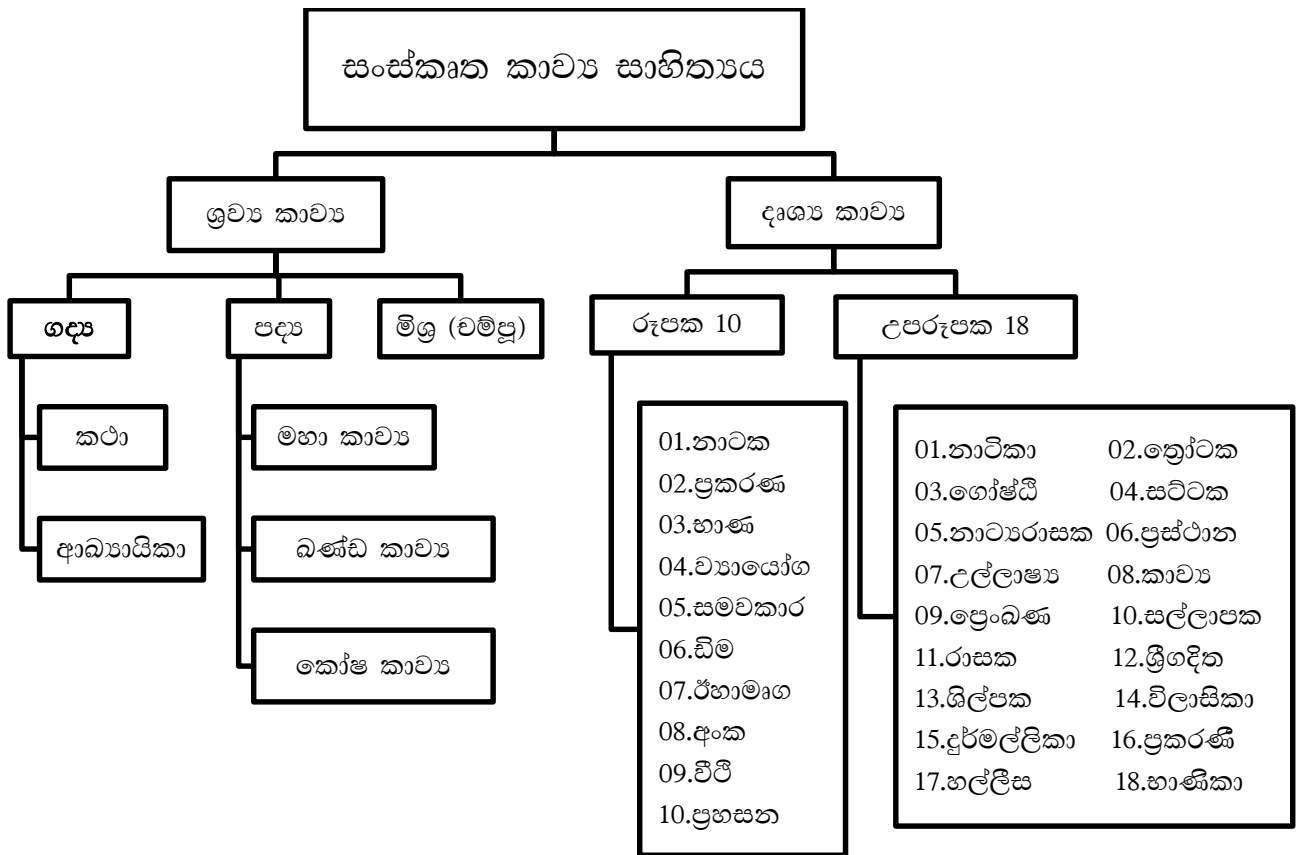 සංස්කෘත කාව්‍ය සාහිත්‍යය
ශ්‍රව්‍ය කාව්‍ය
දෘශ්‍ය කාව්‍ය
ගද්‍ය
පද්‍ය
මිශ්‍ර (චම්පූ)
රූපක 10
උපරූපක 18
කථා
ආඛ්‍යායිකා
මහා කාව්‍ය
ඛණ්ඩ කාව්‍ය
කෝෂ කාව්‍ය
01.නාටක
02.ප්‍රකරණ
03.භාණ
04.ව්‍යායෝග
05.සමවකාර
06.ඩිම
07.ඊහාමෘග
08.අංක
09.වීථි
10.ප්‍රහසන
01.නාටිකා 02.ත්‍රෝටක
03.ගෝෂ්ඨි 04.සට්ටක
05.නාට්‍යරාසක 06.ප්‍රස්ථාන
07.උල්ලාෂ්‍ය 08.කාව්‍ය
09.ප්‍රෙංඛණ 10.සල්ලාපක
11.රාසක 12.ශ්‍රීගදිත
13.ශිල්පක 14.විලාසිකා
15.දුර්මල්ලිකා 16.ප්‍රකරණී
17.හල්ලීස 18.භාණිකා